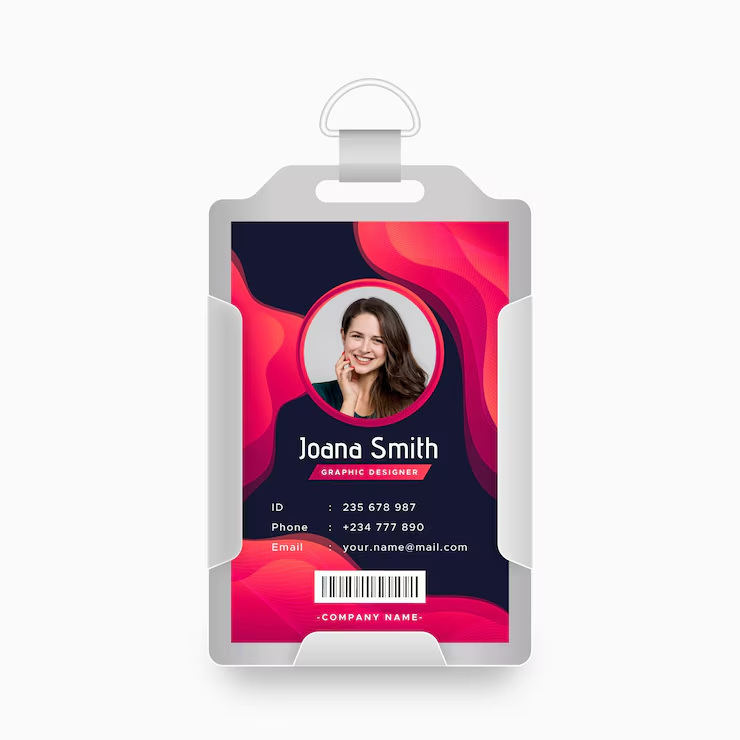 Joana Smith
GRAPHIC DESIGNER
ID : 235 678 987
Phone : +234 777 890
Email : your.name@mail.com
-COMPANY NAME-